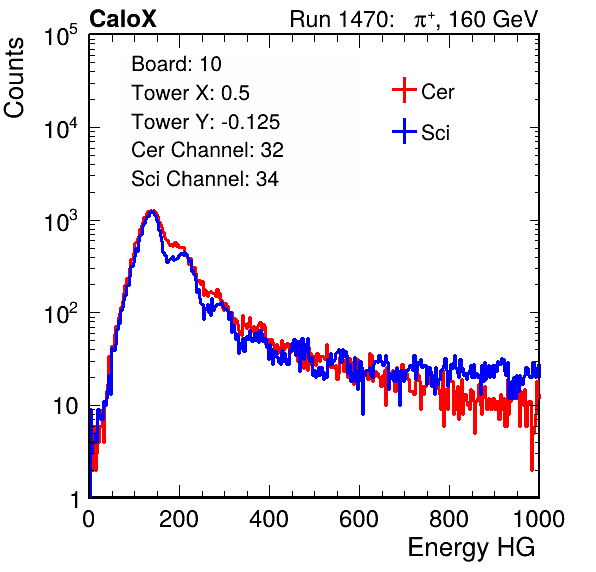 CaloX Run 1470: π⁺, 160 GeV
Counts
10⁵
10⁴
10³
10²
10
1
Board: 10
Tower X: 0.5
Tower Y: -0.125
Cer Channel: 32
Sci Channel: 34
Cer
Sci
0 200 400 600 800 1000
Energy HG